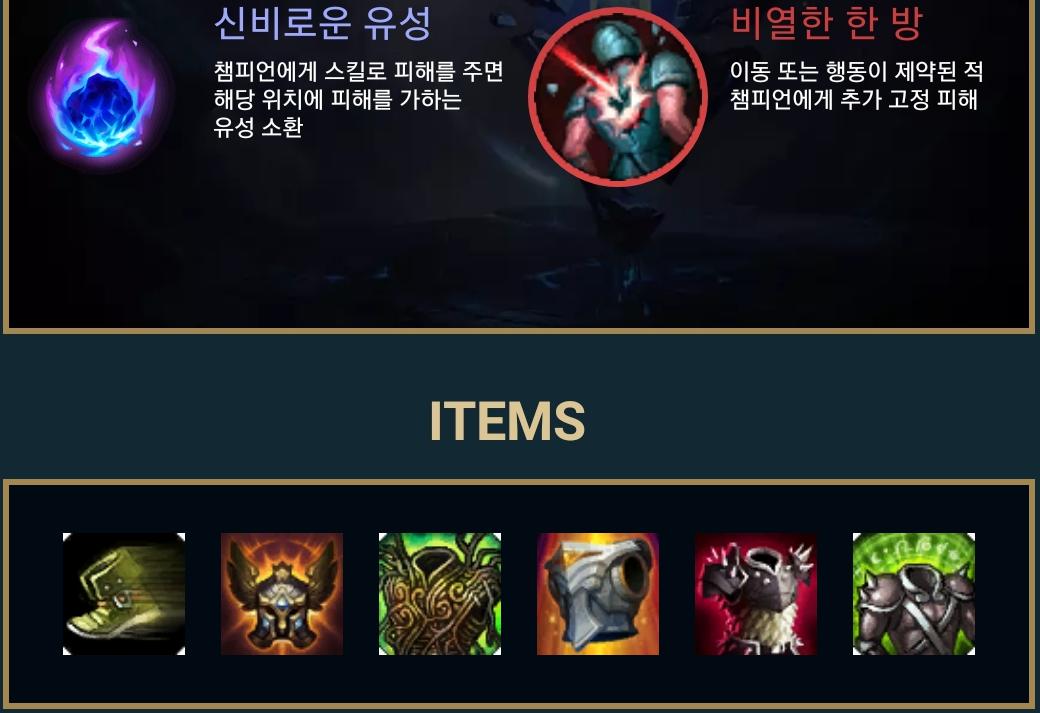 신비로운 유성
챔피언에게 스킬로 피해를 주면
해당 위치에 피해를 가하는
유성 소환
비열한 한 방
이동 또는 행동이 제약된 적
챔피언에게 추가 고정 피해
ITEMS